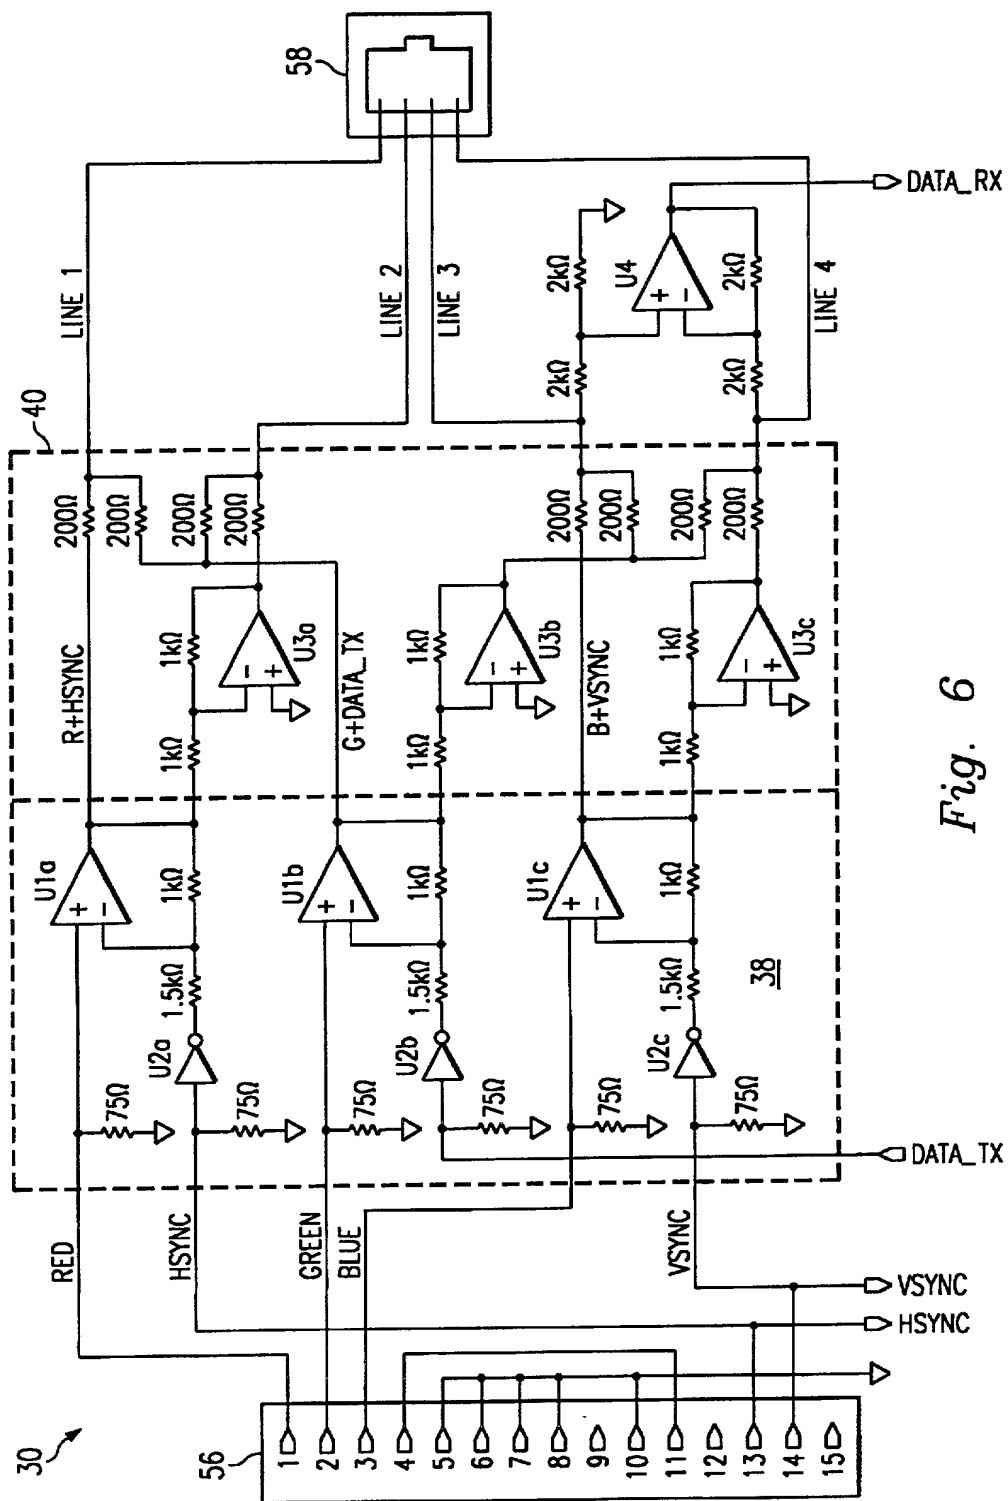 30
56
1
2
3
4
5
6
7
8
9
10
11
12
13
14
15
RED
HSYNC
GREEN
BLUE
VSYNC
HSYNC
VSYNC
75Ω
75Ω
75Ω
75Ω
75Ω
75Ω
DATA_TX
U2a
U2b
U2c
1.5kΩ
1.5kΩ
1.5kΩ
38
U1a
+
−
U1b
+
−
U1c
+
−
1kΩ
1kΩ
1kΩ
R+HSYNC
G+DATA_TX
B+VSYNC
1kΩ
1kΩ
1kΩ
1kΩ
1kΩ
1kΩ
−
+
U3a
−
+
U3b
−
+
U3c
200Ω
200Ω
200Ω
200Ω
200Ω
200Ω
200Ω
200Ω
40
LINE 1
LINE 2
LINE 3
LINE 4
2kΩ
2kΩ
2kΩ
2kΩ
+
−
U4
DATA_RX
58
Fig. 6